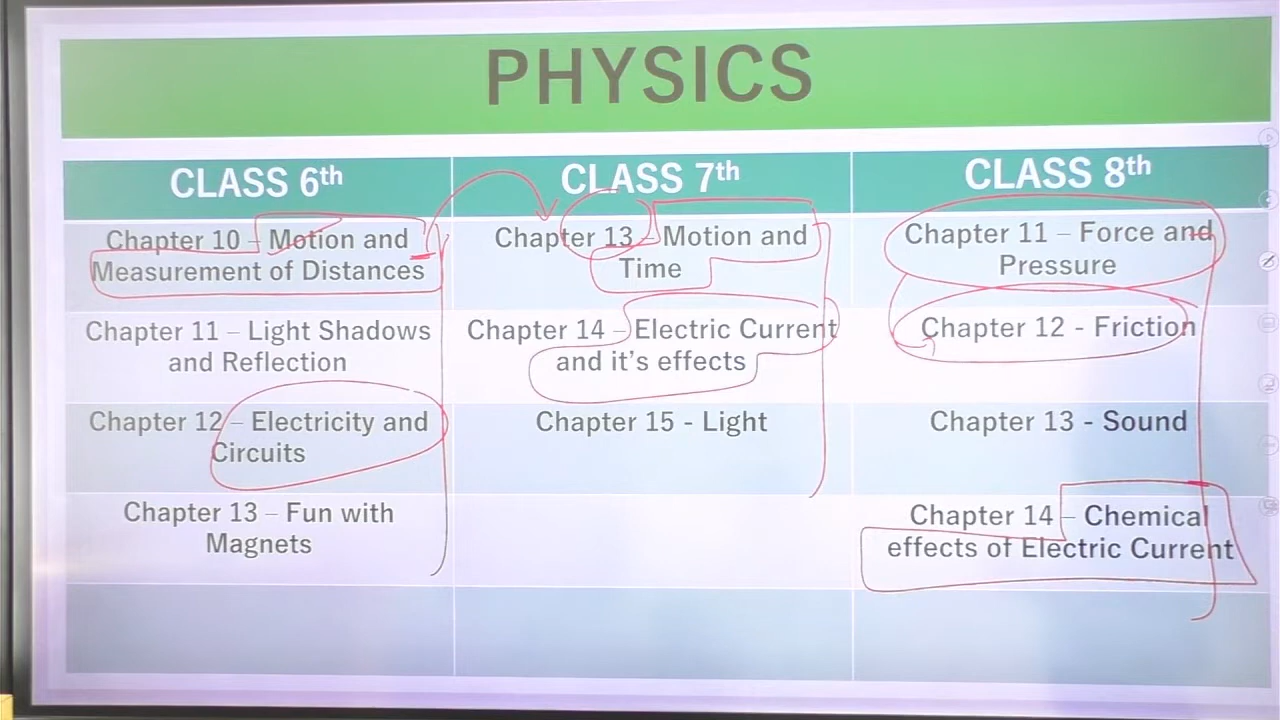 PHYSICS
CLASS 6th
CLASS 7th
CLASS 8th
Chapter 10 – Motion and
Measurement of Distances
Chapter 13 – Motion and
Time
Chapter 11 – Force and
Pressure
Chapter 11 – Light Shadows
and Reflection
Chapter 14 – Electric Current
and it's effects
Chapter 12 - Friction
Chapter 12 – Electricity and
Circuits
Chapter 15 - Light
Chapter 13 - Sound
Chapter 13 – Fun with
Magnets
Chapter 14 – Chemical
effects of Electric Current